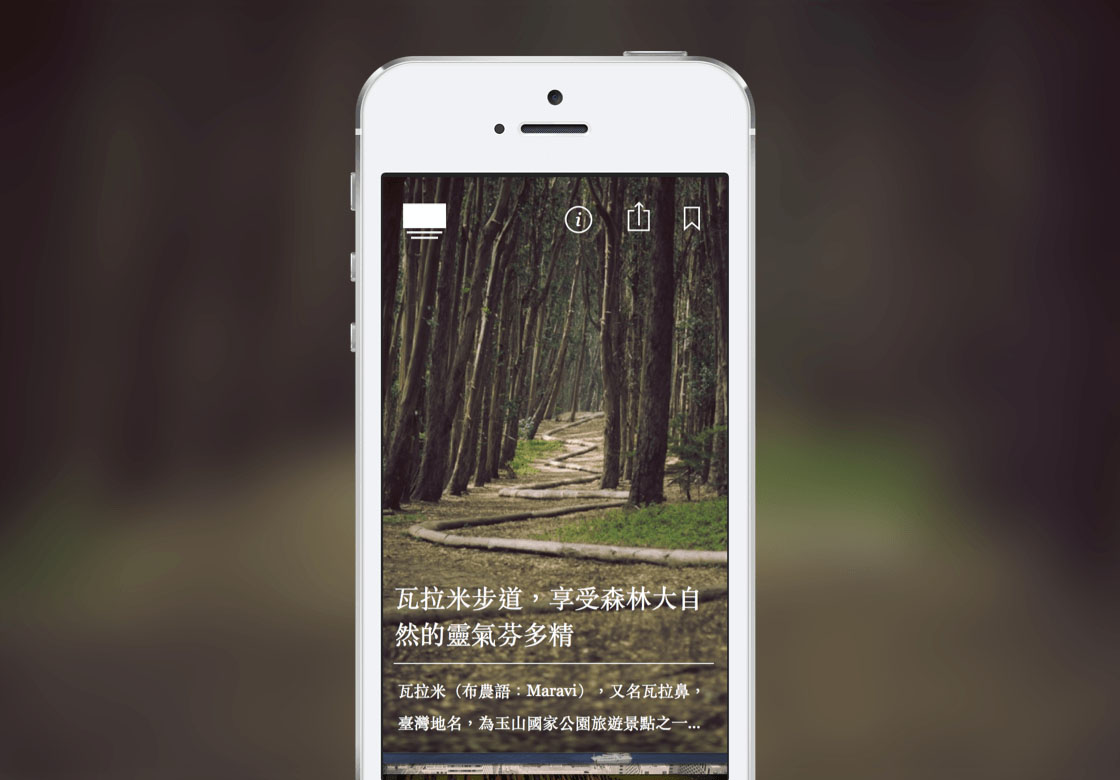 瓦拉米步道，享受森林大自
然的靈氣芬多精
瓦拉米（布農語：Maravi），又名瓦拉鼻，
臺灣地名，為玉山國家公園旅遊景點之一...